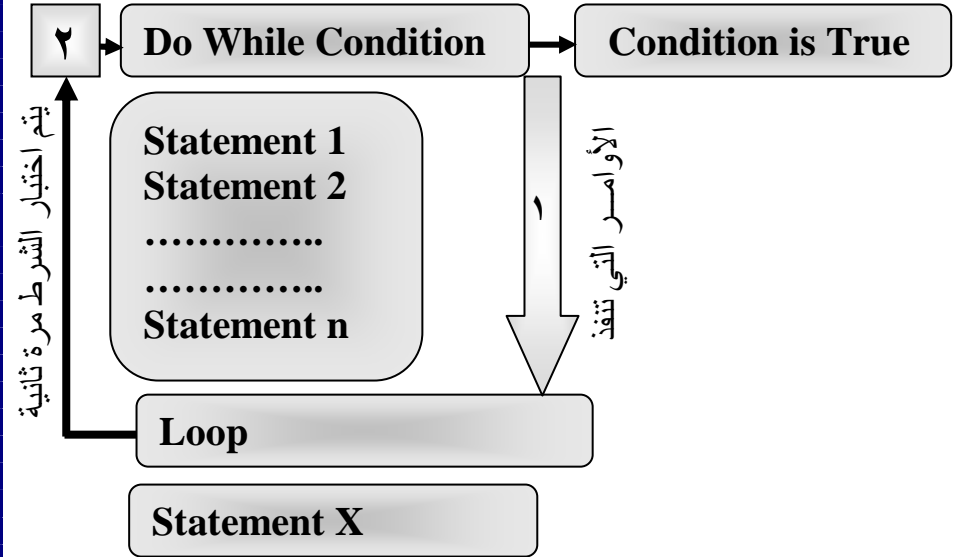 ٢
Do While Condition
Condition is True
Statement 1
Statement 2
…………..
…………..
Statement n
١
الأوامـــر التي تتفذ
يتم اختبار الشرط مرة ثانية
Loop
Statement X